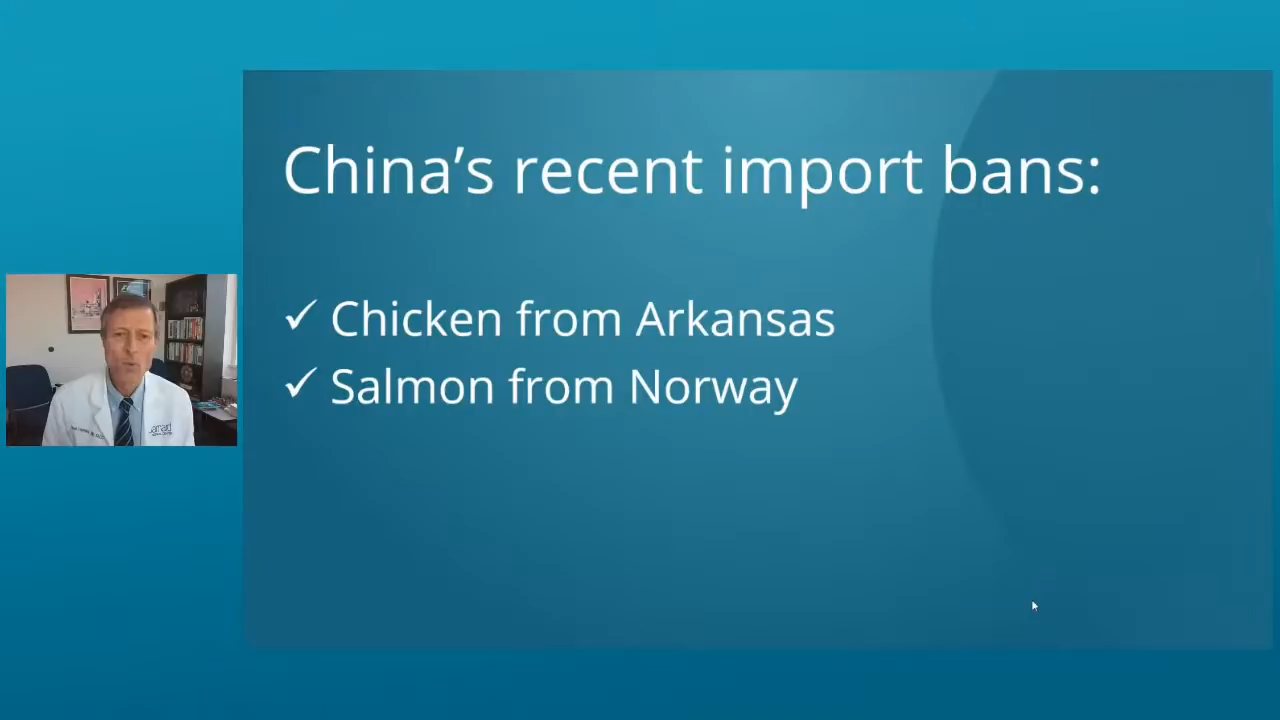 China's recent import bans:
✓ Chicken from Arkansas
✓ Salmon from Norway